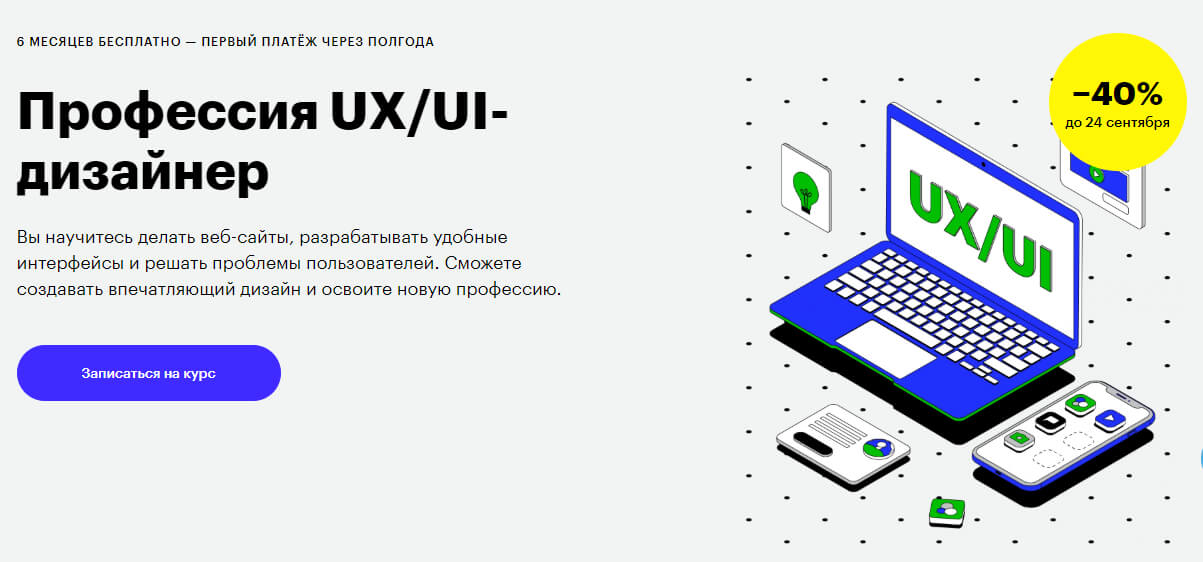 6 МЕСЯЦЕВ БЕСПЛАТНО — ПЕРВЫЙ ПЛАТЁЖ ЧЕРЕЗ ПОЛГОДА
Профессия UX/UI-
дизайнер
Вы научитесь делать веб-сайты, разрабатывать удобные
интерфейсы и решать проблемы пользователей. Сможете
создавать впечатляющий дизайн и освоите новую профессию.
Записаться на курс
−40%
до 24 сентября
UX/UI